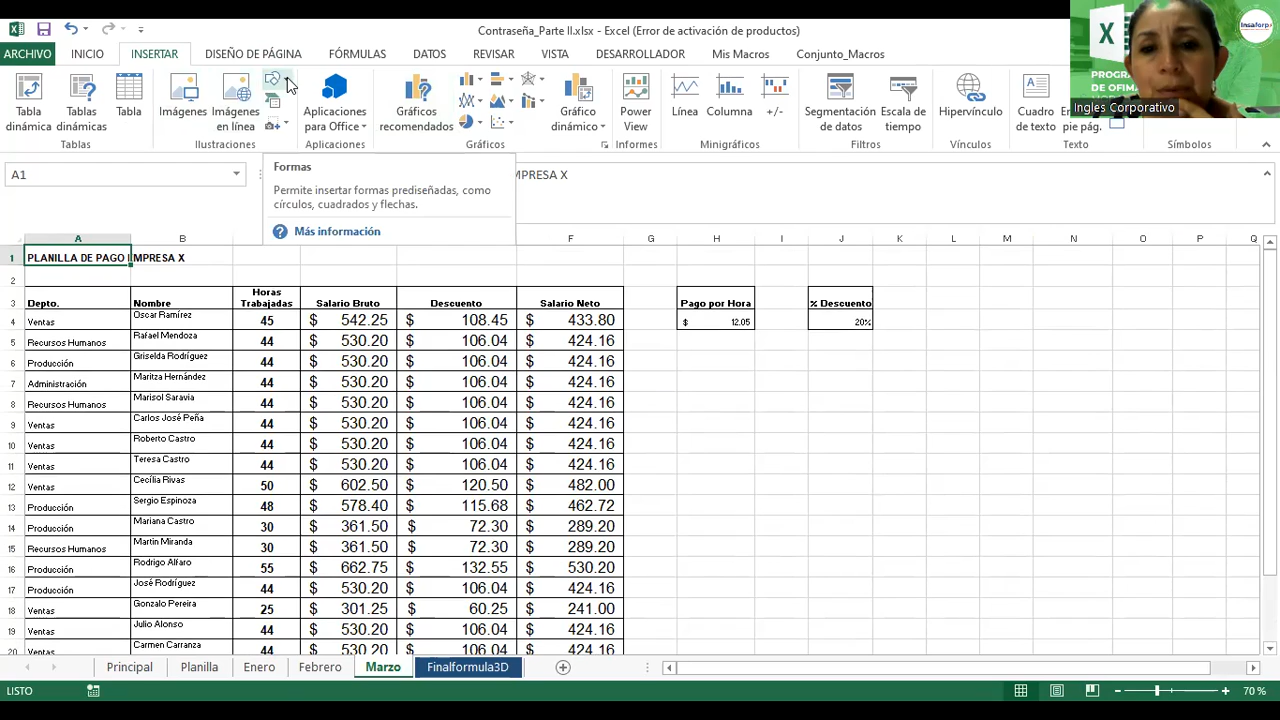 Contraseña_Parte II.xlsx - Excel (Error de activación de productos)
ARCHIVO INICIO INSERTAR DISEÑO DE PÁGINA FÓRMULAS DATOS REVISAR VISTA DESARROLLADOR Mis Macros Conjunto_Macros
Tabla dinámica
Tablas dinámicas
Tabla
Imágenes
Imágenes en línea
Aplicaciones para Office
Gráficos recomendados
Gráfico dinámico
Power View
Línea
Columna
+/-
Segmentación de datos
Escala de tiempo
Hipervínculo
Cuadro de texto
pie pág.
Tablas Ilustraciones Aplicaciones Gráficos Informes Minigráficos Filtros Texto Símbolos
Insaforp
PROGR
DE OFIM
Ingles Corporativo
Formas
Permite insertar formas prediseñadas, como
círculos, cuadrados y flechas.
Más información
A1
MPRESA X
A B F G H I J K L M N O P Q
1 PLANILLA DE PAGO EMPRESA X
2
3 Depto. Nombre Horas Trabajadas Salario Bruto Descuento Salario Neto Pago por Hora % Descuento
4 Ventas Oscar Ramírez 45 $ 542.25 $ 108.45 $ 433.80 $ 12.05 20%
5 Recursos Humanos Rafael Mendoza 44 $ 530.20 $ 106.04 $ 424.16
6 Producción Griselda Rodríguez 44 $ 530.20 $ 106.04 $ 424.16
7 Administración Maritza Hernández 44 $ 530.20 $ 106.04 $ 424.16
8 Recursos Humanos Marisol Saravia 44 $ 530.20 $ 106.04 $ 424.16
9 Ventas Carlos José Peña 44 $ 530.20 $ 106.04 $ 424.16
10 Ventas Roberto Castro 44 $ 530.20 $ 106.04 $ 424.16
11 Ventas Teresa Castro 44 $ 530.20 $ 106.04 $ 424.16
12 Ventas Cecilia Rivas 50 $ 602.50 $ 120.50 $ 482.00
13 Producción Sergio Espinoza 48 $ 578.40 $ 115.68 $ 462.72
14 Producción Mariana Castro 30 $ 361.50 $ 72.30 $ 289.20
15 Recursos Humanos Martin Miranda 30 $ 361.50 $ 72.30 $ 289.20
16 Producción Rodrigo Alfaro 55 $ 662.75 $ 132.55 $ 530.20
17 Producción José Rodríguez 44 $ 530.20 $ 106.04 $ 424.16
18 Ventas Gonzalo Pereira 25 $ 301.25 $ 60.25 $ 241.00
19 Ventas Julio Alonso 44 $ 530.20 $ 106.04 $ 424.16
20 Ventas Carmen Carranza 44 $ 530.20 $ 106.04 $ 424.16
Principal Planilla Enero Febrero Marzo Finalformula3D
LISTO 70 %